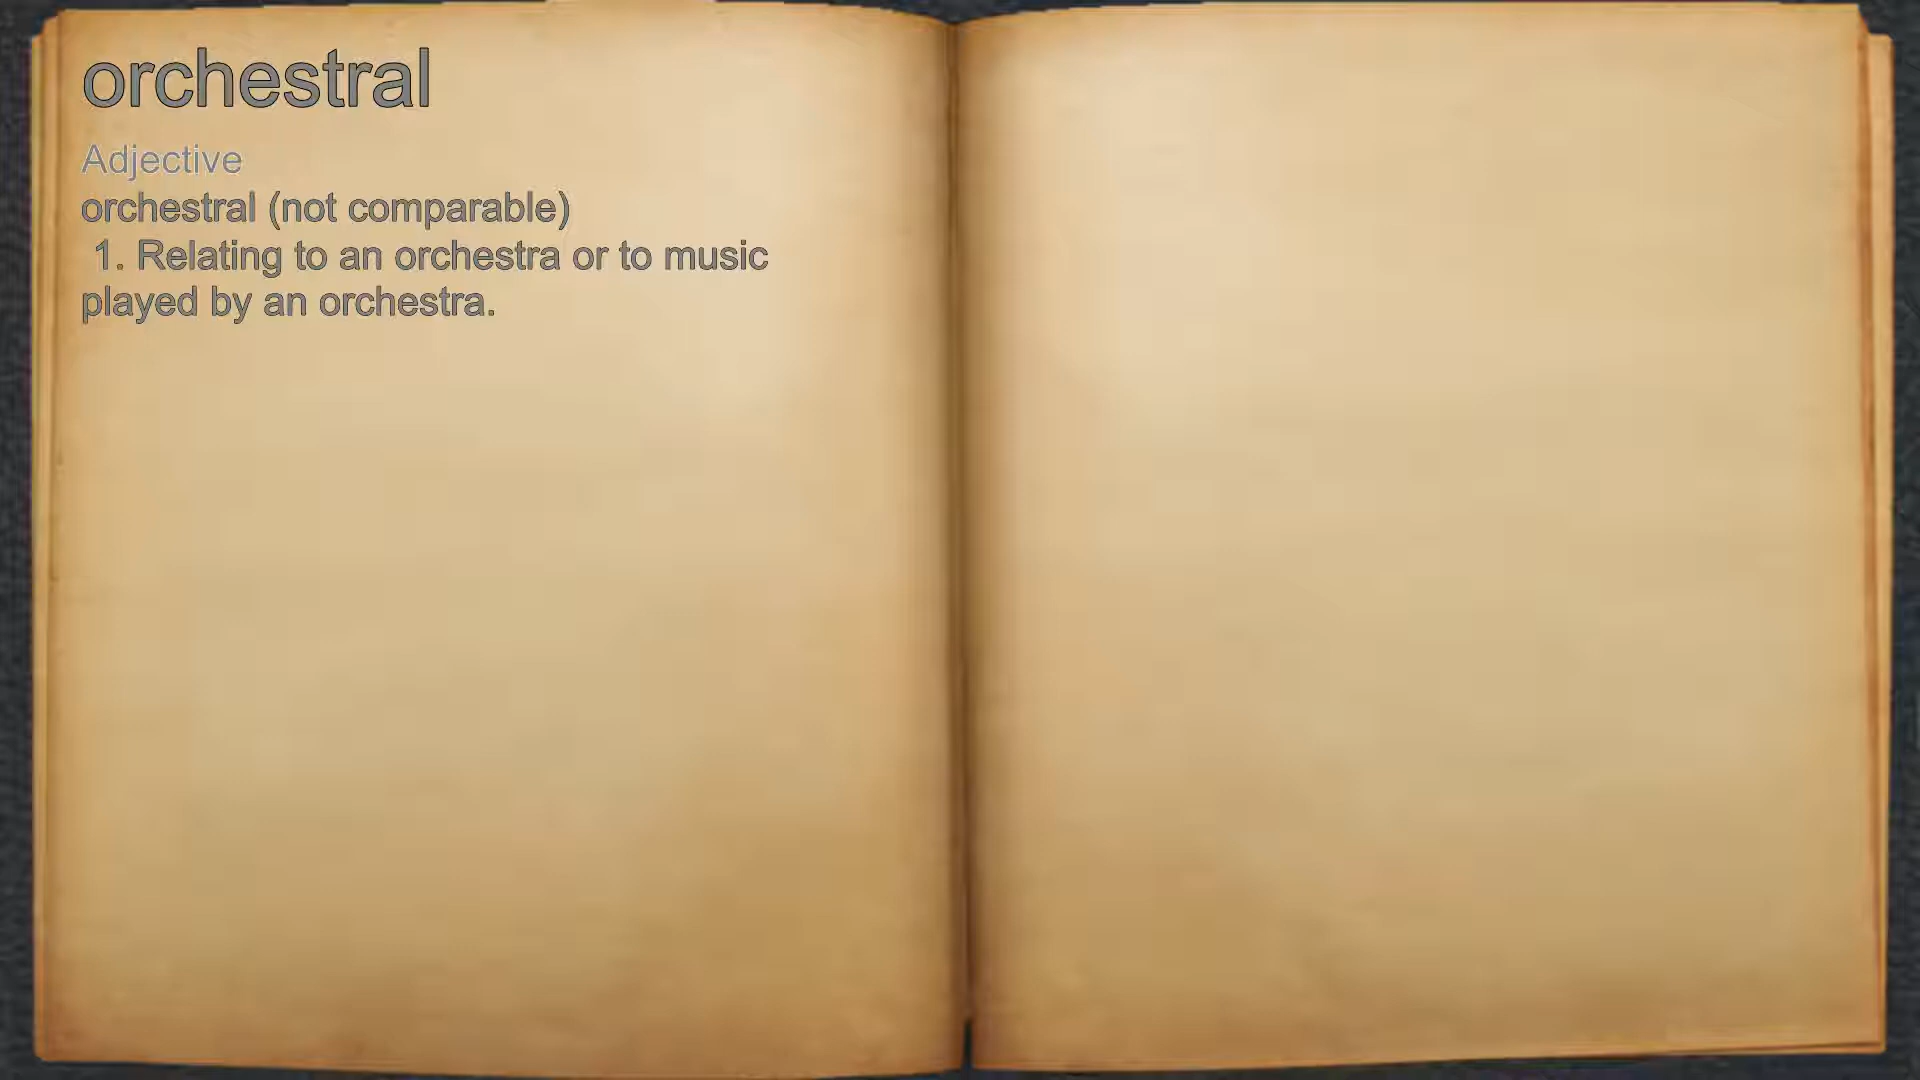 orchestral
Adjective
orchestral (not comparable)
1. Relating to an orchestra or to music
played by an orchestra.